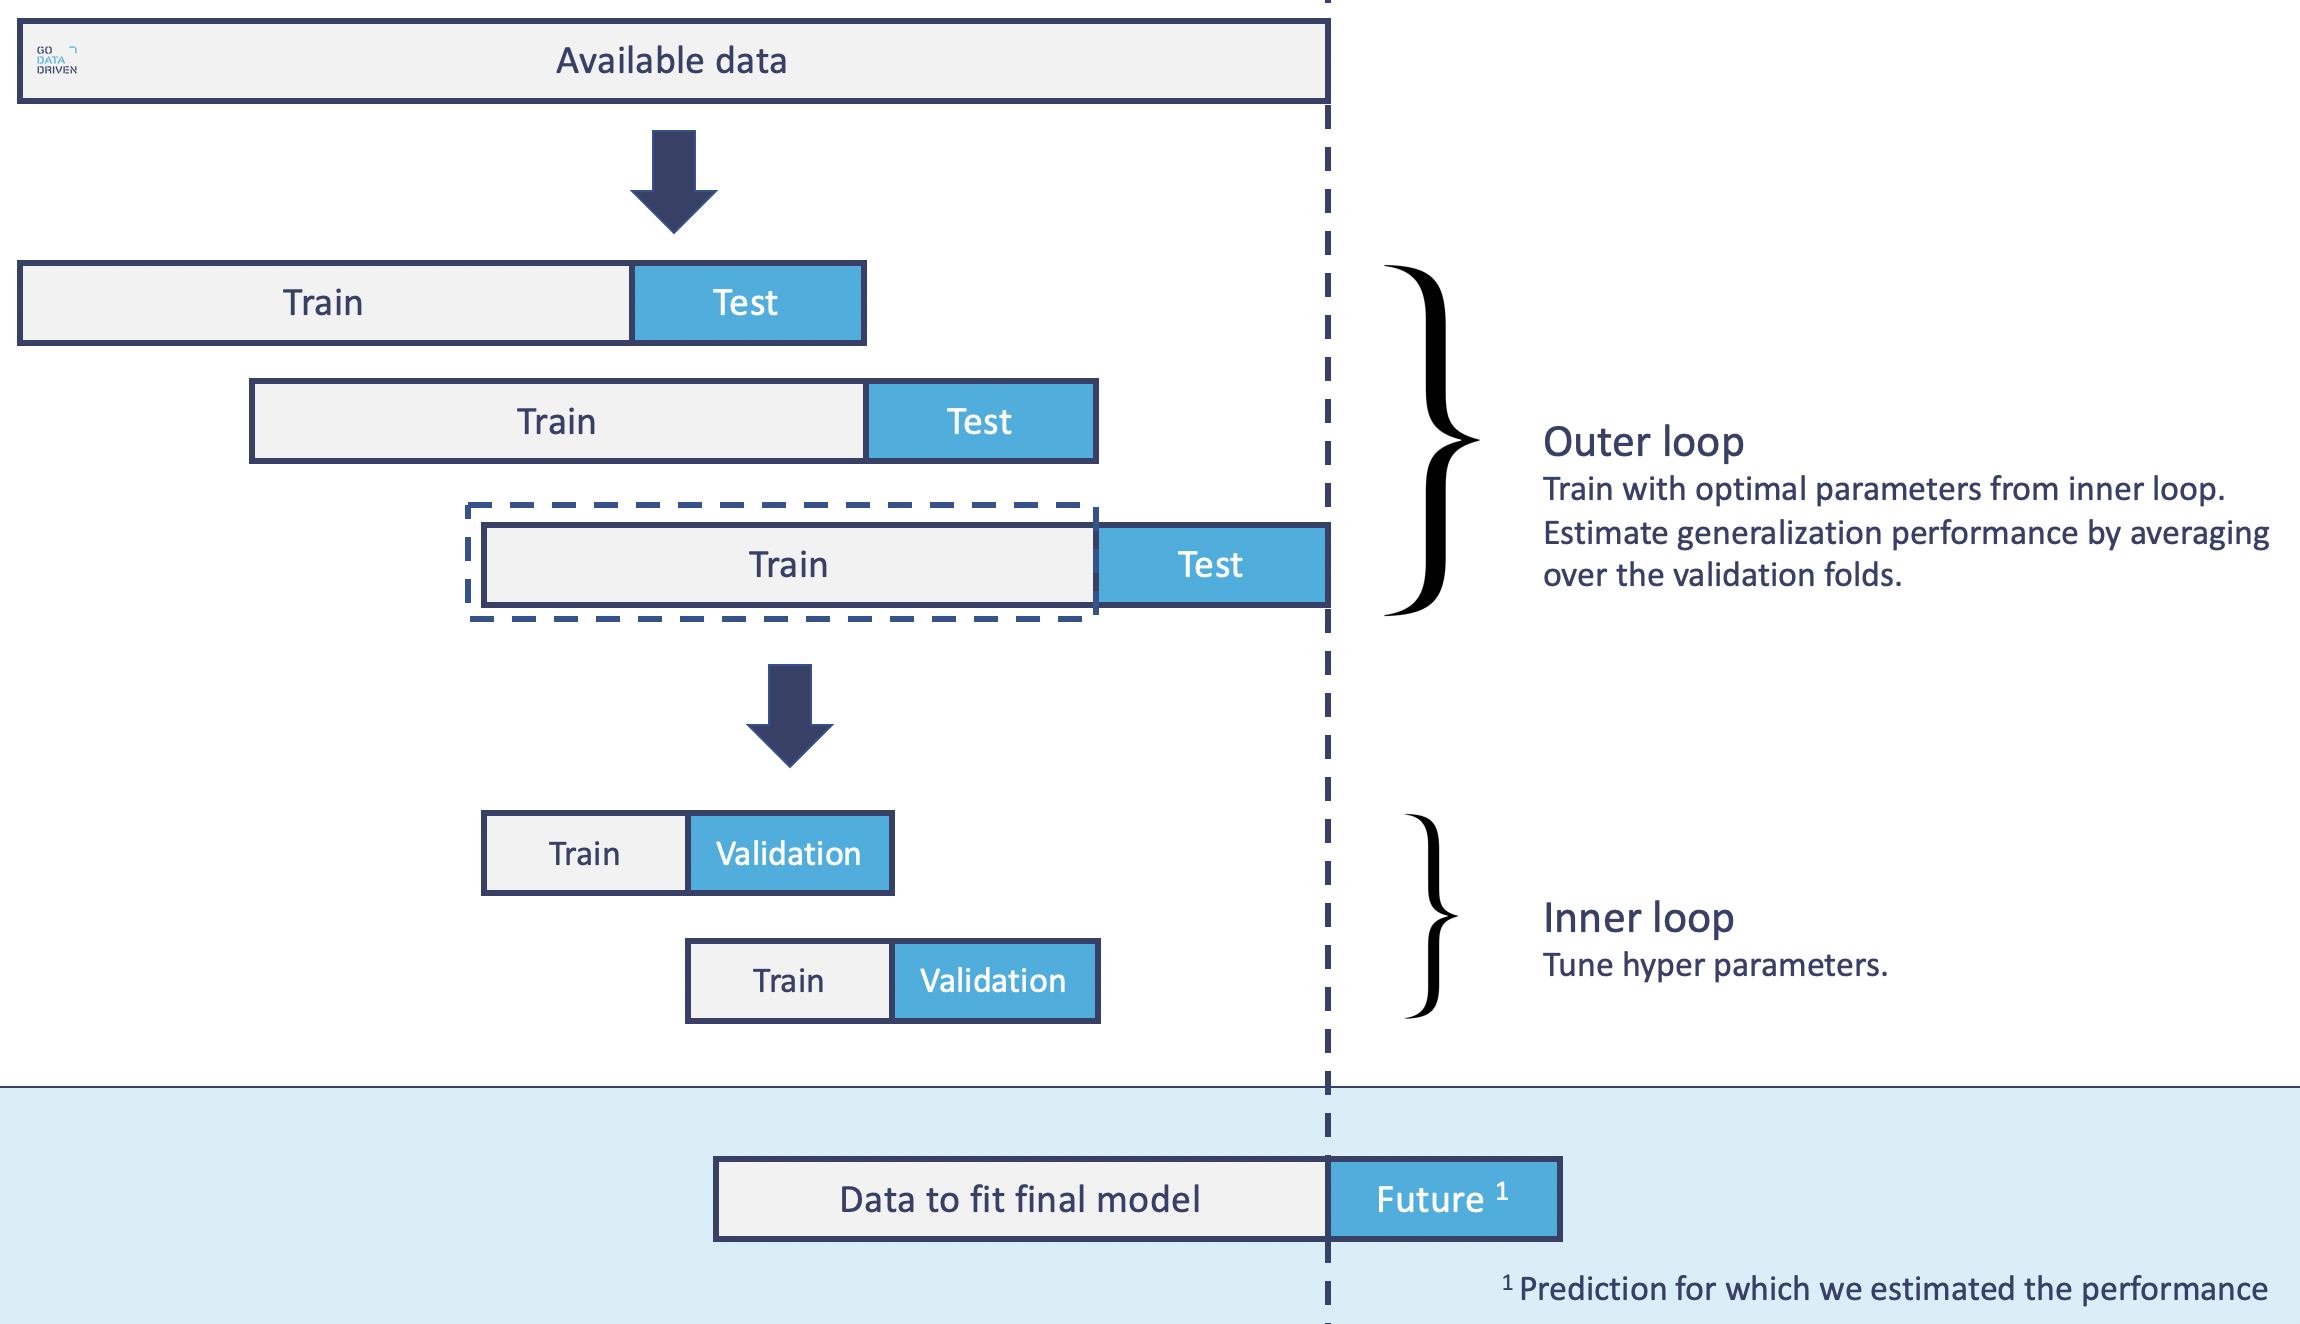 GO
DATA
DRIVEN
Available data
Train
Test
Train
Test
Train
Test
Outer loop
Train with optimal parameters from inner loop.
Estimate generalization performance by averaging
over the validation folds.
Train
Validation
Train
Validation
Inner loop
Tune hyper parameters.
Data to fit final model
Future 1
1 Prediction for which we estimated the performance